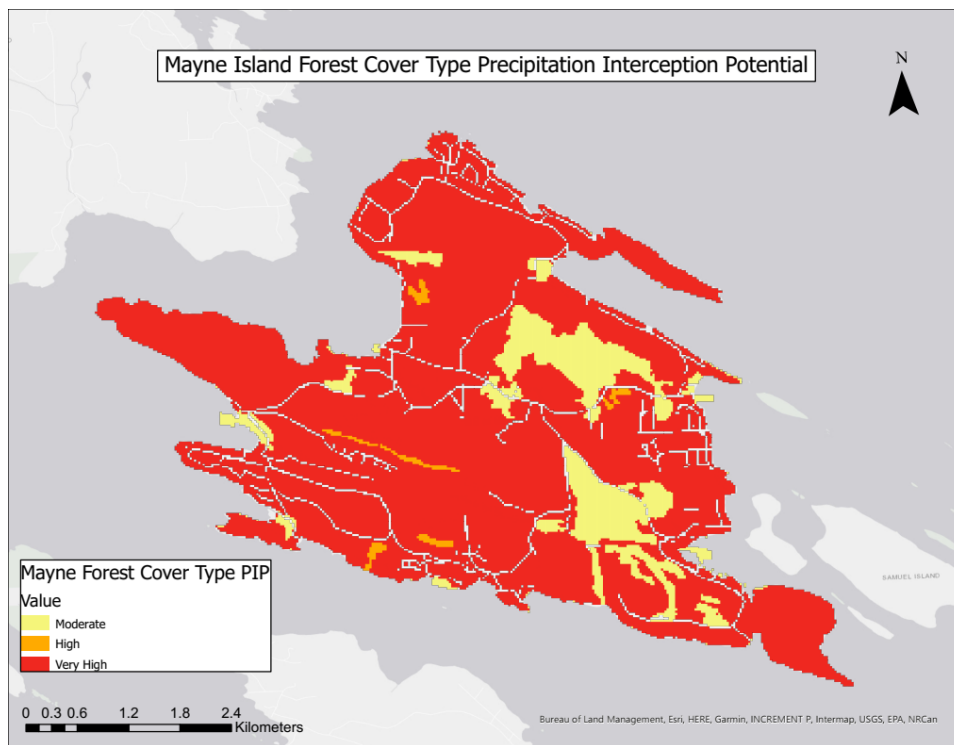 Mayne Island Forest Cover Type Precipitation Interception Potential
N
SAMUEL ISLAND
Mayne Forest Cover Type PIP
Value
Moderate
High
Very High
0 0.3 0.6 1.2 1.8 2.4
Kilometers
Bureau of Land Management, Esri, HERE, Garmin, INCREMENT P, Intermap, USGS, EPA, NRCan